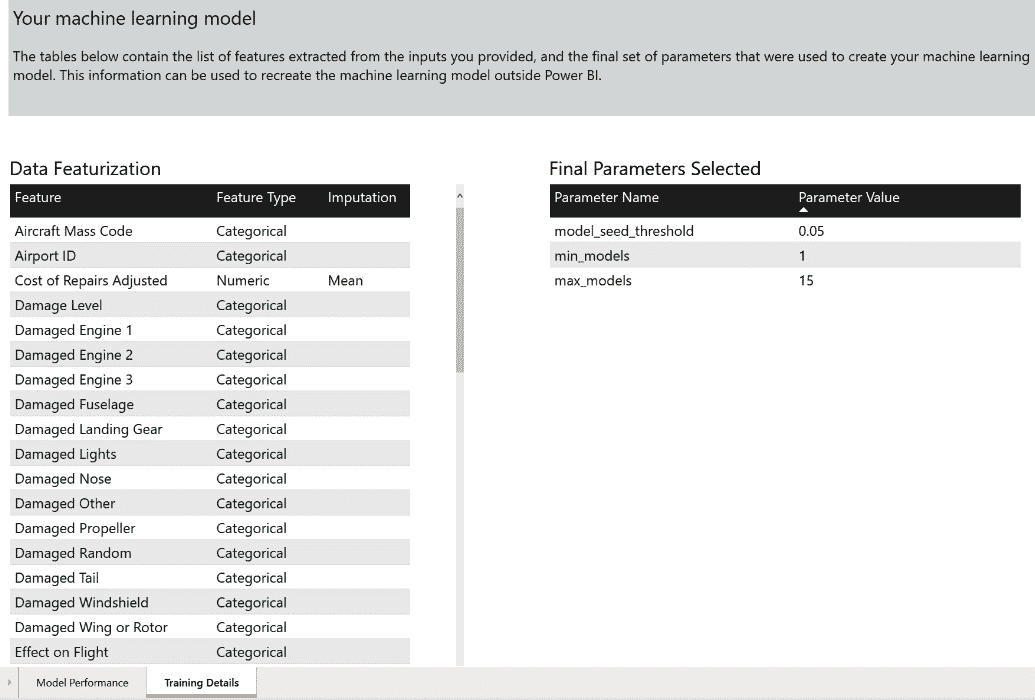 Your machine learning model
The tables below contain the list of features extracted from the inputs you provided, and the final set of parameters that were used to create your machine learning
model. This information can be used to recreate the machine learning model outside Power BI.
Data Featurization
Feature Feature Type Imputation
Aircraft Mass Code Categorical
Airport ID Categorical
Cost of Repairs Adjusted Numeric Mean
Damage Level Categorical
Damaged Engine 1 Categorical
Damaged Engine 2 Categorical
Damaged Engine 3 Categorical
Damaged Fuselage Categorical
Damaged Landing Gear Categorical
Damaged Lights Categorical
Damaged Nose Categorical
Damaged Other Categorical
Damaged Propeller Categorical
Damaged Random Categorical
Damaged Tail Categorical
Damaged Windshield Categorical
Damaged Wing or Rotor Categorical
Effect on Flight Categorical
Final Parameters Selected
Parameter Name Parameter Value
model_seed_threshold 0.05
min_models 1
max_models 15
Model Performance Training Details